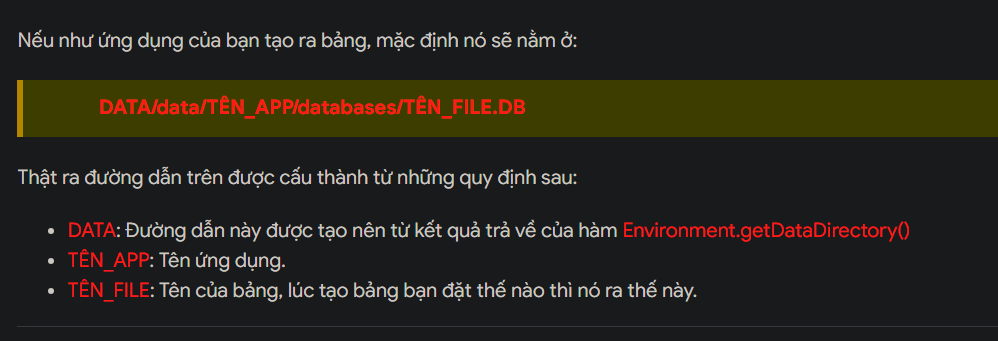 Nếu như ứng dụng của bạn tạo ra bảng, mặc định nó sẽ nằm ở:
DATA/data/TÊN_APP/databases/TÊN_FILE.DB
Thật ra đường dẫn trên được cấu thành từ những quy định sau:
• DATA: Đường dẫn này được tạo nên từ kết quả trả về của hàm Environment.getDataDirectory()
• TÊN_APP: Tên ứng dụng.
• TÊN_FILE: Tên của bảng, lúc tạo bảng bạn đặt thế nào thì nó ra thế này.